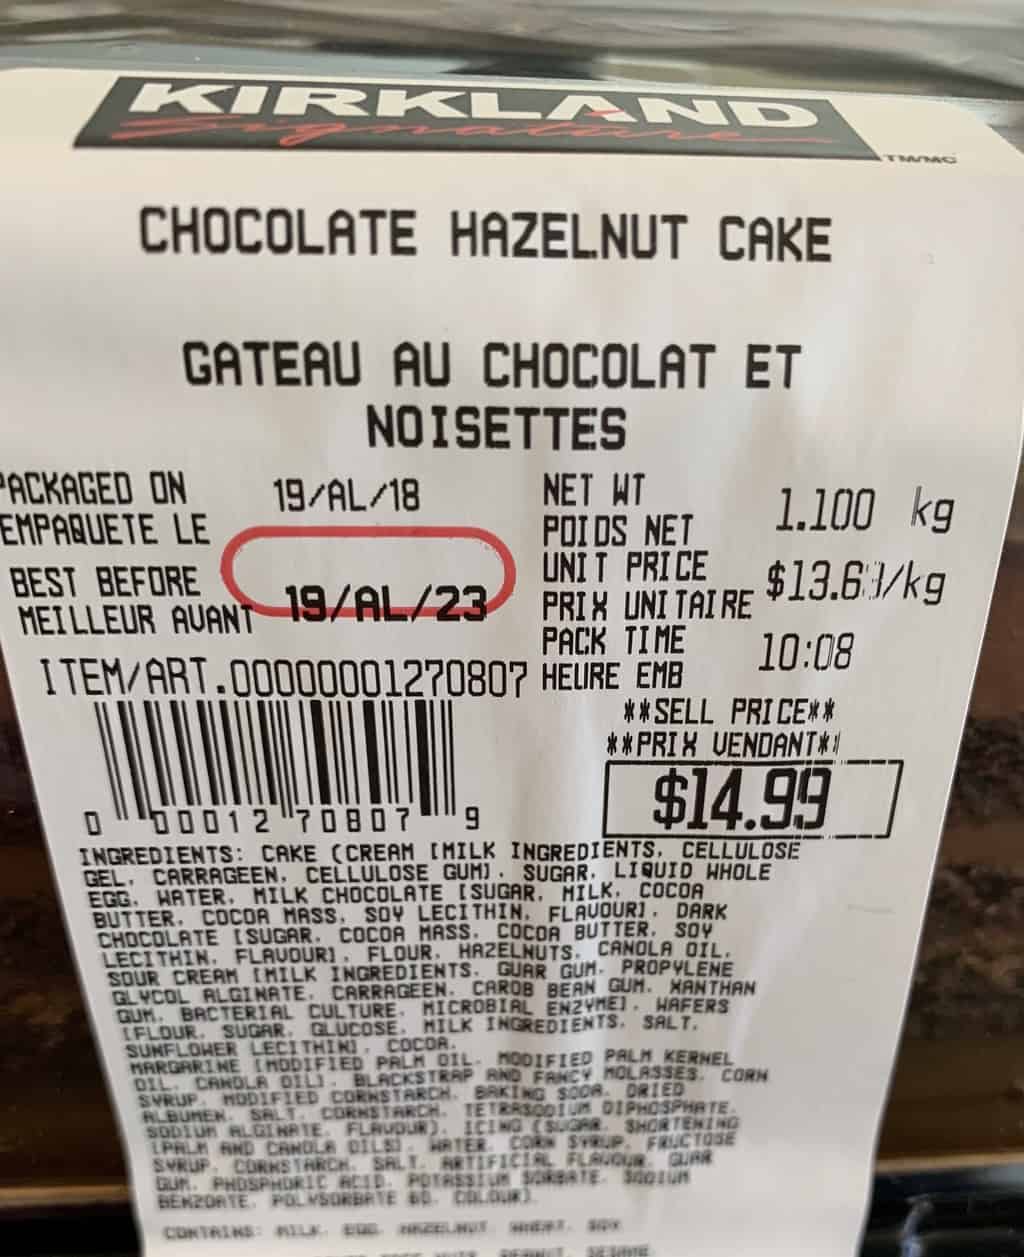 KIRKLAND
Signature
TM/MC
CHOCOLATE HAZELNUT CAKE
GATEAU AU CHOCOLAT ET
NOISETTES
PACKAGED ON
EMPAQUETE LE
19/AL/18
BEST BEFORE
MEILLEUR AVANT
19/AL/23
NET WT
POIDS NET
1.100 kg
UNIT PRICE
PRIX UNITAIRE
PACK TIME
HEURE EMB
10:08
ITEM/ART.00000001270807
**SELL PRICE**
**PRIX VENDANT**
$14.99
0 00012 70807 9
INGREDIENTS: CAKE (CREAM [MILK INGREDIENTS, CELLULOSE
GEL, CARRAGEEN, CELLULOSE GUM], SUGAR, LIQUID WHOLE
EGG, WATER, MILK CHOCOLATE [SUGAR, MILK, COCOA
BUTTER, COCOA MASS, SOY LECITHIN, FLAVOUR], DARK
CHOCOLATE [SUGAR, COCOA MASS, COCOA BUTTER, SOY
LECITHIN, FLAVOUR], FLOUR, HAZELNUTS, CANOLA OIL,
SOUR CREAM [MILK INGREDIENTS, GUAR GUM, PROPYLENE
GLYCOL ALGINATE, CARRAGEEN, CAROB BEAN GUM, XANTHAN
GUM, BACTERIAL CULTURE, MICROBIAL ENZYME], WAFERS
[FLOUR, SUGAR, GLUCOSE, MILK INGREDIENTS, SALT,
SUNFLOWER LECITHIN], COCOA,
MARGARINE [MODIFIED PALM OIL, MODIFIED PALM KERNEL
OIL, CANOLA OIL], BLACKSTRAP AND FANCY MOLASSES, CORN
SYRUP, MODIFIED CORNSTARCH, BAKING SODA, DRIED
ALBUMEN, SALT, CORNSTARCH, TETRASODIUM DIPHOSPHATE,
SODIUM ALGINATE, FLAVOUR), ICING (SUGAR, SHORTENING
[PALM AND CANOLA OILS], WATER, CORN SYRUP, FRUCTOSE
SYRUP, CORNSTARCH, SALT, ARTIFICIAL FLAVOUR, GUAR
GUM, PHOSPHORIC ACID, POTASSIUM SORBATE, SODIUM
BENZOATE, POLYSORBATE 60, COLOUR).
CONTAINS: MILK, EGG, HAZELNUT, WHEAT, SOY
NUTS, PEANUT, SESAME